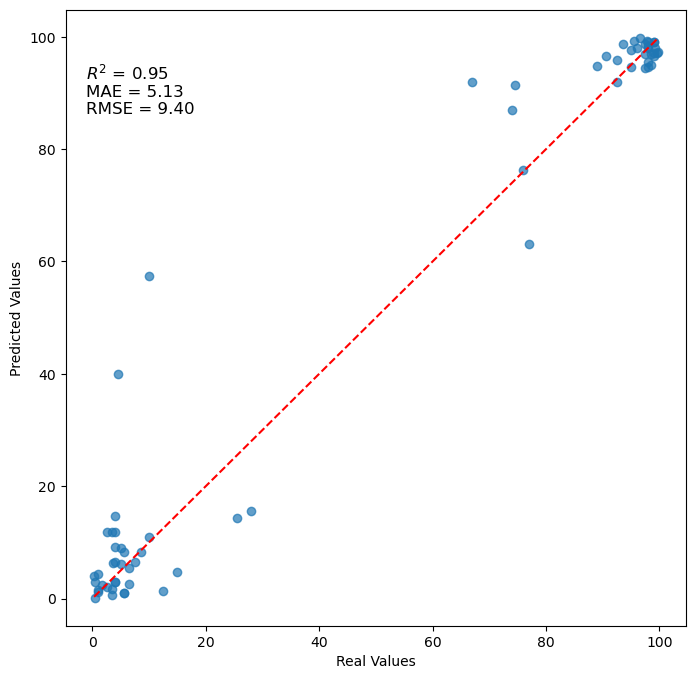 100
80
60
40
20
0
Predicted Values
R² = 0.95
MAE = 5.13
RMSE = 9.40
0 20 40 60 80 100
Real Values